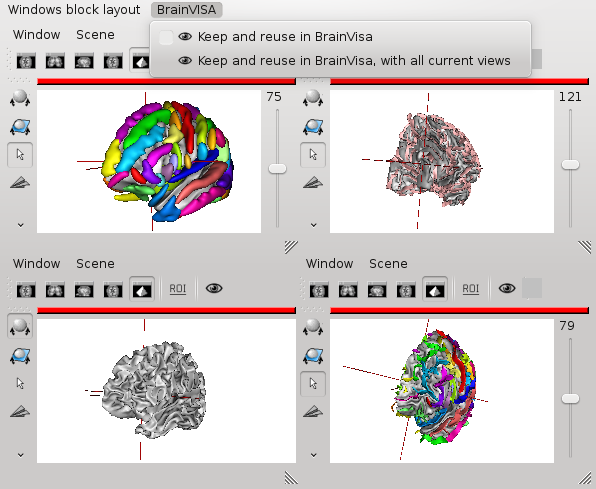 Windows block layout BrainVISA
Keep and reuse in BrainVisa
Keep and reuse in BrainVisa, with all current views
Window Scene
75
121
Window Scene
ROI
Window Scene
ROI
79